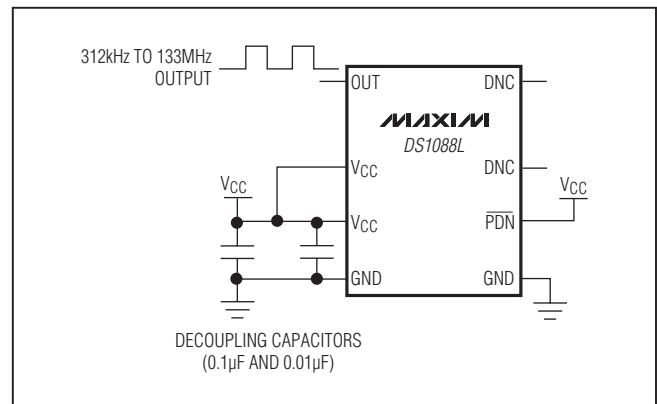 312kHz TO 133MHz
OUTPUT
OUT
DNC
MAXIM
DS1088L
VCC
DNC
VCC
VCC
VCC
PDN
GND
GND
DECOUPLING CAPACITORS
(0.1µF AND 0.01µF)